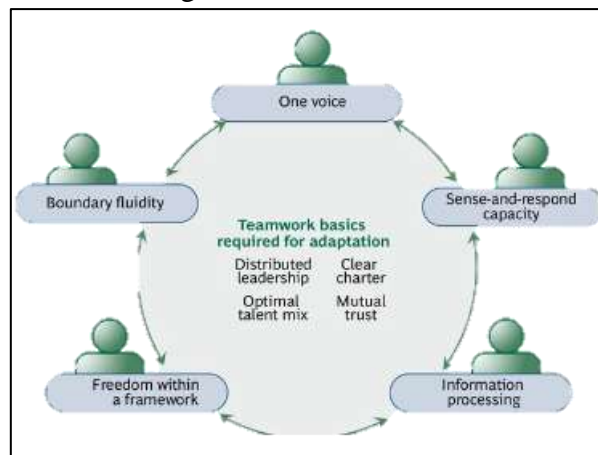 One voice
Boundary fluidity
Sense-and-respond
capacity
Teamwork basics
required for adaptation
Distributed
leadership
Clear
charter
Optimal
talent mix
Mutual
trust
Freedom within
a framework
Information
processing